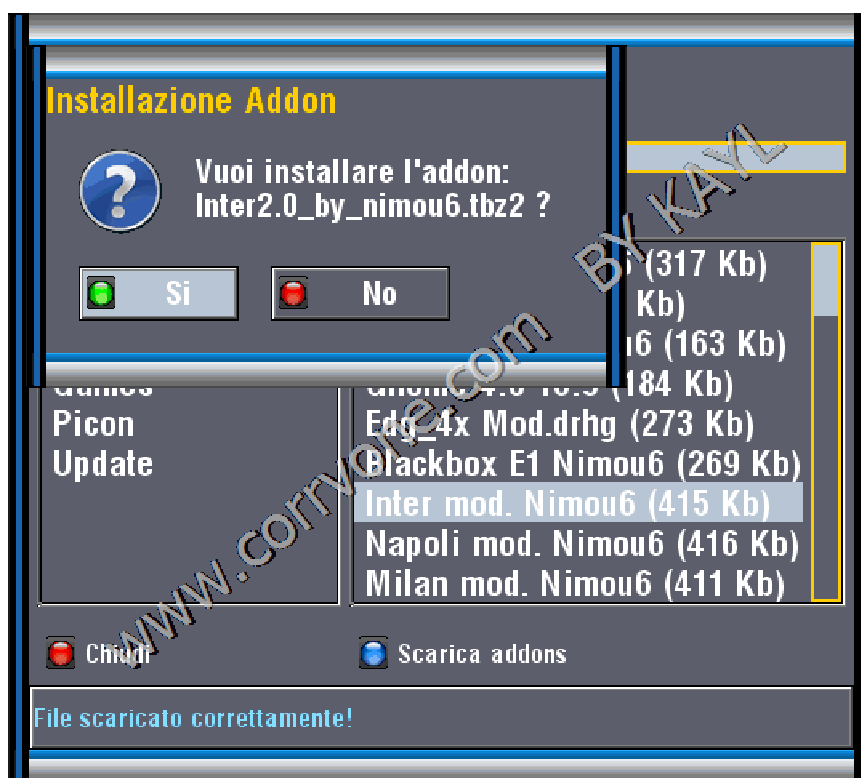 Installazione Addon
Vuoi installare l'addon:
Inter2.0_by_nimou6.tbz2 ?
Si
No
(317 Kb)
Kb)
(163 Kb)
(184 Kb)
Picon
Edg_4x Mod.drhg (273 Kb)
Update
Blackbox E1 Nimou6 (269 Kb)
Inter mod. Nimou6 (415 Kb)
Napoli mod. Nimou6 (416 Kb)
Milan mod. Nimou6 (411 Kb)
Chiudi
Scarica addons
File scaricato correttamente!
www.corrvone.com BY KAYL